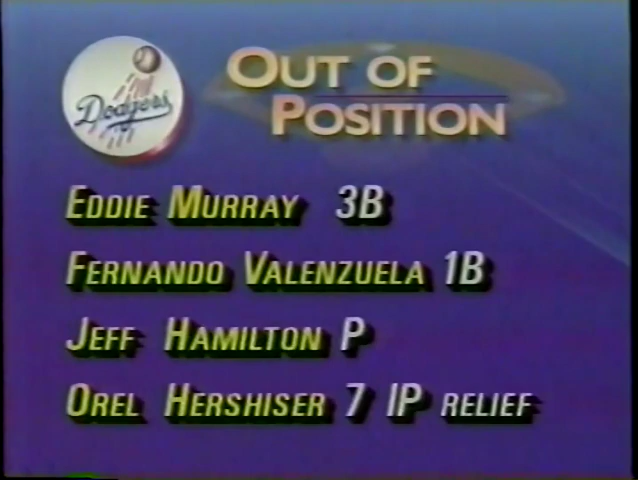 Dodgers
OUT OF
POSITION
EDDIE MURRAY 3B
FERNANDO VALENZUELA 1B
JEFF HAMILTON P
OREL HERSHISER 7 IP RELIEF